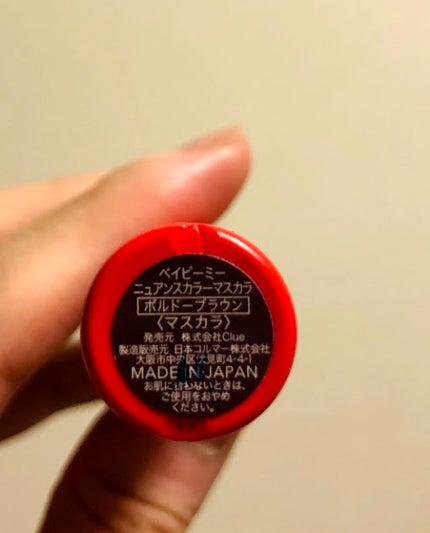 ベイビーミー
ニュアンスカラーマスカラ
ボルドーブラウン
〈マスカラ〉
発売元 株式会社Clue
製造販売元 日本コルマー株式会社
大阪市中央区伏見町4-4-1
MADE IN JAPAN
お肌に合わないときは、
ご使用をおやめ
ください。